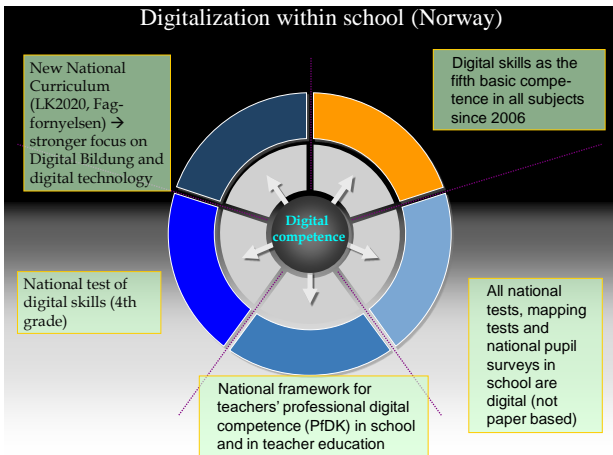 Digitalization within school (Norway)
New National
Curriculum
(LK2020, Fag-
fornyelsen) →
stronger focus on
Digital Bildung and
digital technology
Digital skills as the
fifth basic compe-
tence in all subjects
since 2006
Digital
competence
National test of
digital skills (4th
grade)
All national
tests, mapping
tests and
national pupil
surveys in
school are
digital (not
paper based)
National framework for
teachers' professional digital
competence (PfDK) in school
and in teacher education